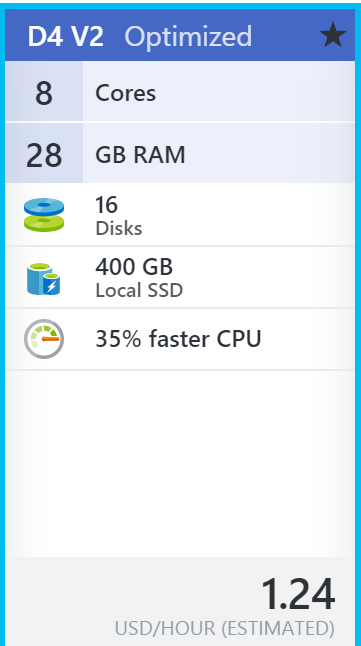 D4 V2 Optimized
8 Cores
28 GB RAM
16
Disks
400 GB
Local SSD
35% faster CPU
1.24
USD/HOUR (ESTIMATED)